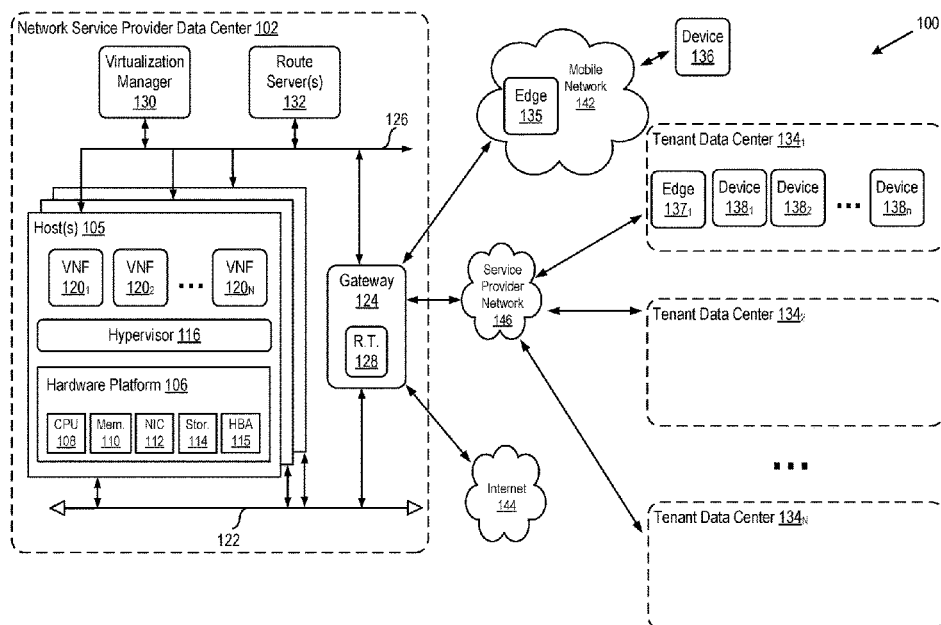 Network Service Provider Data Center 102
Virtualization
Manager
130
Route
Server(s)
132
126
Host(s) 105
VNF
120₁
VNF
120₂
...
VNF
120N
Hypervisor 116
Hardware Platform 106
CPU
108
Mem.
110
NIC
112
Stor.
114
HBA
115
122
Gateway
124
R.T.
128
Edge
135
Mobile
Network
142
Device
136
100
Service
Provider
Network
146
Internet
144
Tenant Data Center 134₁
Edge
137₁
Device
138₁
Device
138₂
...
Device
138n
Tenant Data Center 134₂
...
Tenant Data Center 134N